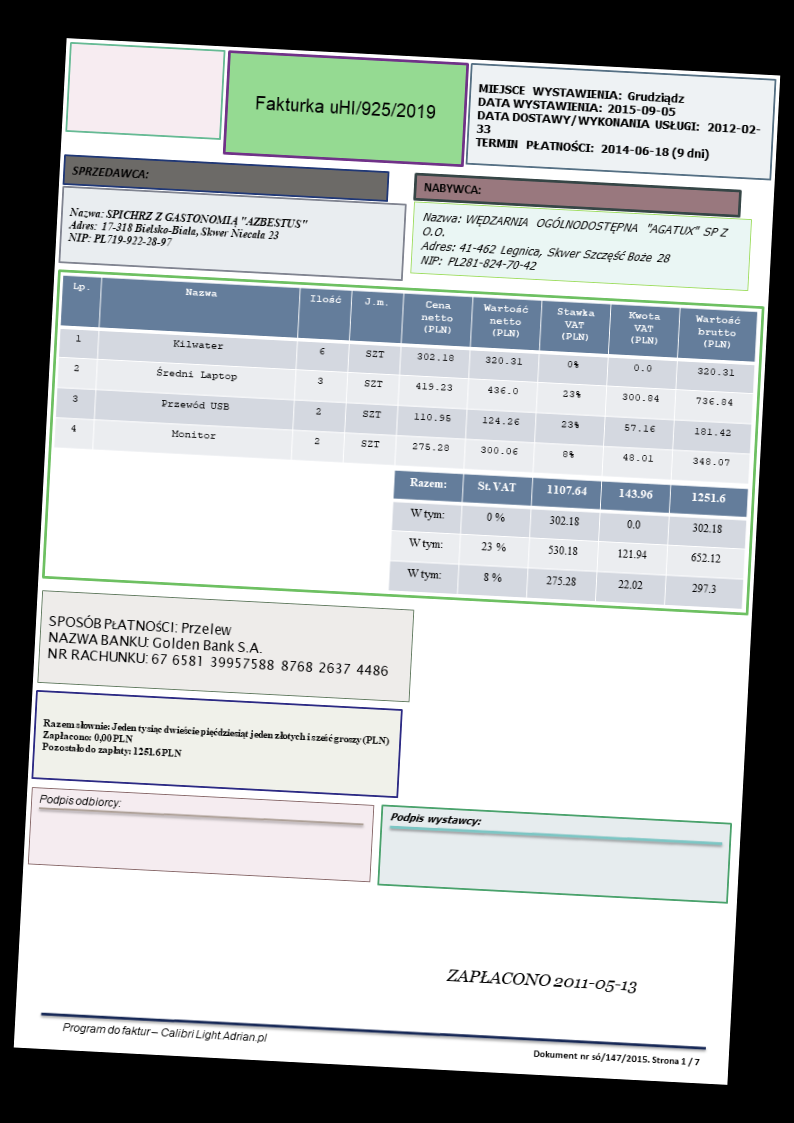 Fakturka uHI/925/2019
MIEJSCE WYSTAWIENIA: Grudziądz
DATA WYSTAWIENIA: 2015-09-05
DATA DOSTAWY/WYKONANIA USŁUGI: 2012-02-
33
TERMIN PŁATNOŚCI: 2014-06-18 (9 dni)
SPRZEDAWCA:
Nazwa: SPICHRZ Z GASTONOMLĄ "AZBESTUS"
Adres: 17-318 Bielsko-Biała, Skwer Niecała 23
NIP: PL719-922-28-97
NABYWCA:
Nazwa: WĘDZARNIA OGÓLNODOSTĘPNA "AGATUX" SP Z
O.O.
Adres: 41-462 Legnica, Skwer Szczęść Boże 28
NIP: PL281-824-70-42
Lp. Nazwa Ilość J.m. Cena netto (PLN) Wartość netto (PLN) Stawka VAT (PLN) Kwota VAT (PLN) Wartość brutto (PLN)
1 Kilwater 6 SZT 302.18 320.31 0% 0.0 320.31
2 Średni Laptop 3 SZT 419.23 436.0 23% 300.84 736.84
3 Przewód USB 2 SZT 110.95 124.26 23% 57.16 181.42
4 Monitor 2 SZT 275.28 300.06 8% 48.01 348.07
Razem: St. VAT 1107.64 143.96 1251.6
W tym: 0 % 302.18 0.0 302.18
W tym: 23 % 530.18 121.94 652.12
W tym: 8 % 275.28 22.02 297.3
SPOSÓB PŁATNOŚCI: Przelew
NAZWA BANKU: Golden Bank S.A.
NR RACHUNKU: 67 6581 39957588 8768 2637 4486
Razem słownie: Jeden tysiąc dwieście pięćdziesiąt jeden złotych i sześć groszy (PLN)
Zapłacono: 0,00 PLN
Pozostało do zapłaty: 1251.6 PLN
Podpis odbiorcy:
Podpis wystawcy:
ZAPŁACONO 2011-05-13
Program do faktur – Calibri Light.Adrian.pl
Dokument nr só/147/2015. Strona 1 / 7